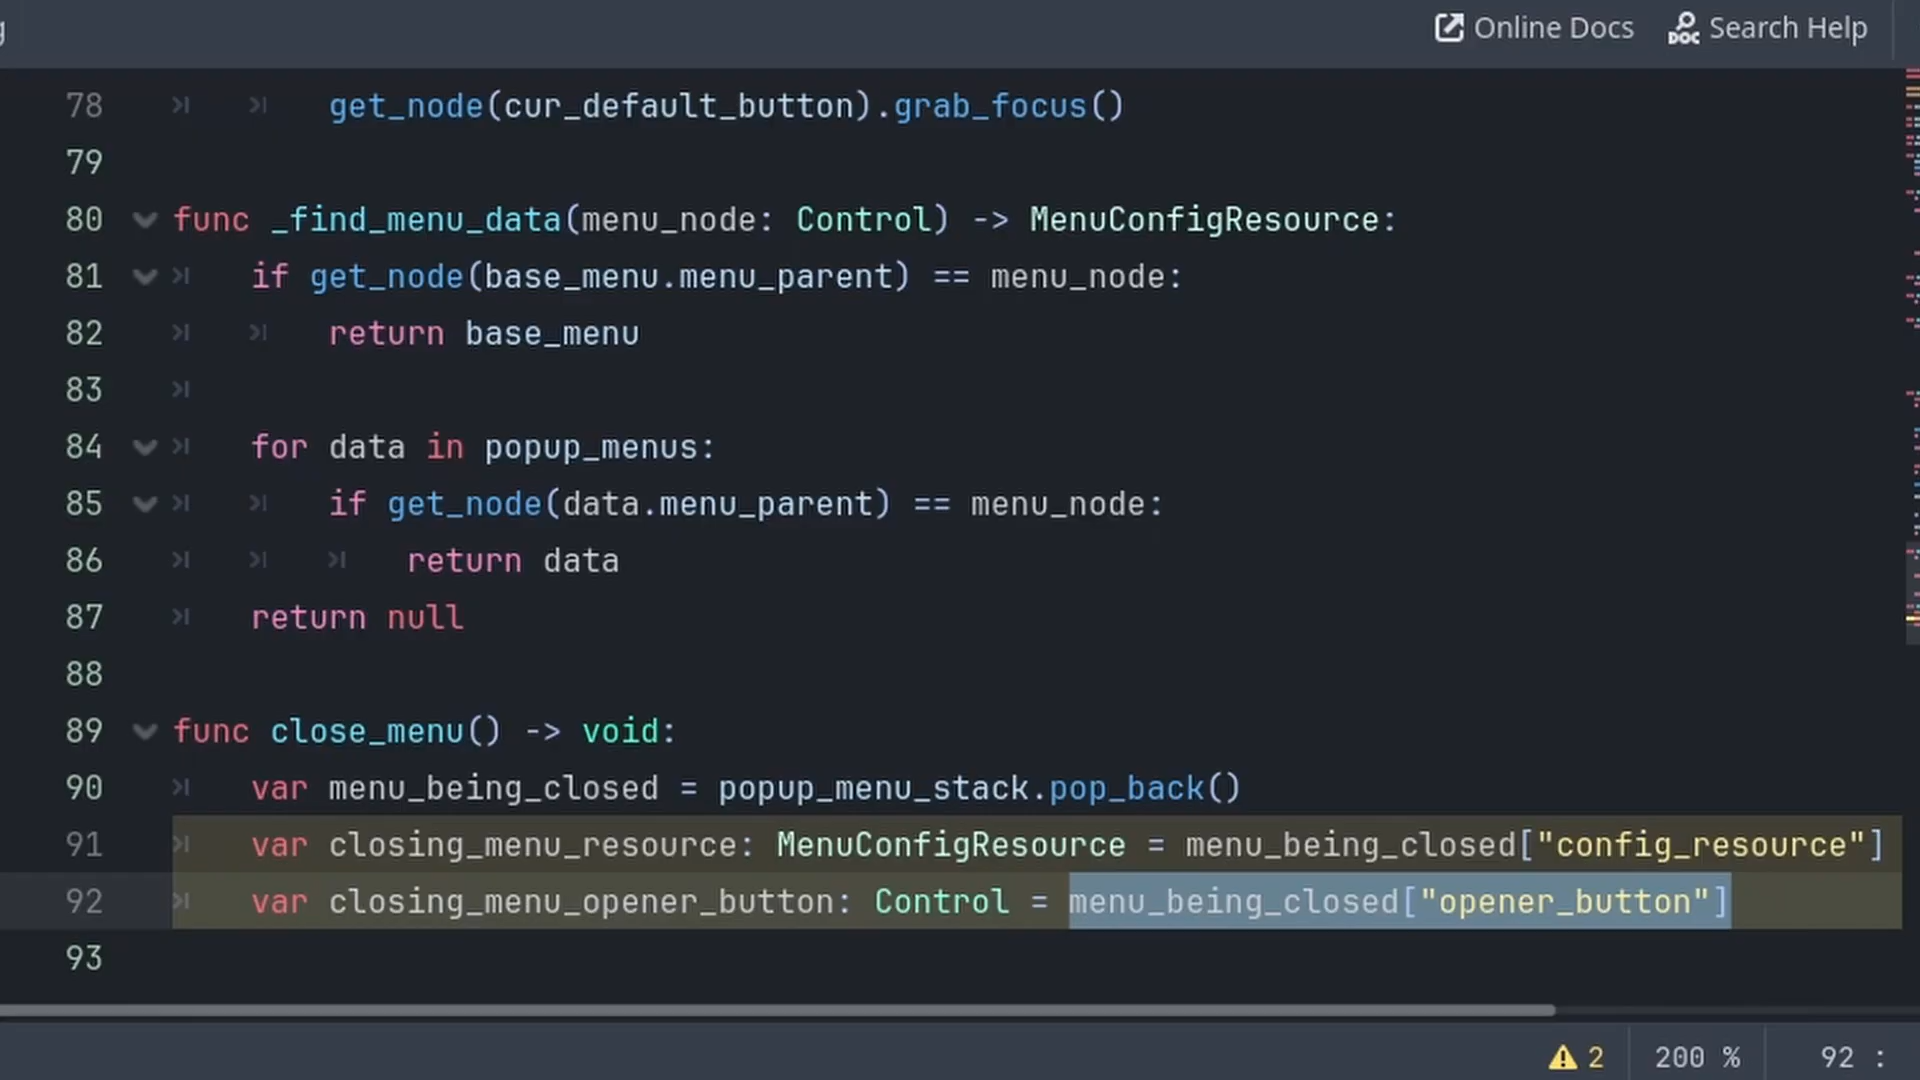 Online Docs Search Help
78 get_node(cur_default_button).grab_focus()
79
80 func _find_menu_data(menu_node: Control) -> MenuConfigResource:
81 if get_node(base_menu.menu_parent) == menu_node:
82 return base_menu
83
84 for data in popup_menus:
85 if get_node(data.menu_parent) == menu_node:
86 return data
87 return null
88
89 func close_menu() -> void:
90 var menu_being_closed = popup_menu_stack.pop_back()
91 var closing_menu_resource: MenuConfigResource = menu_being_closed["config_resource"]
92 var closing_menu_opener_button: Control = menu_being_closed["opener_button"]
93
2 200 % 92 :